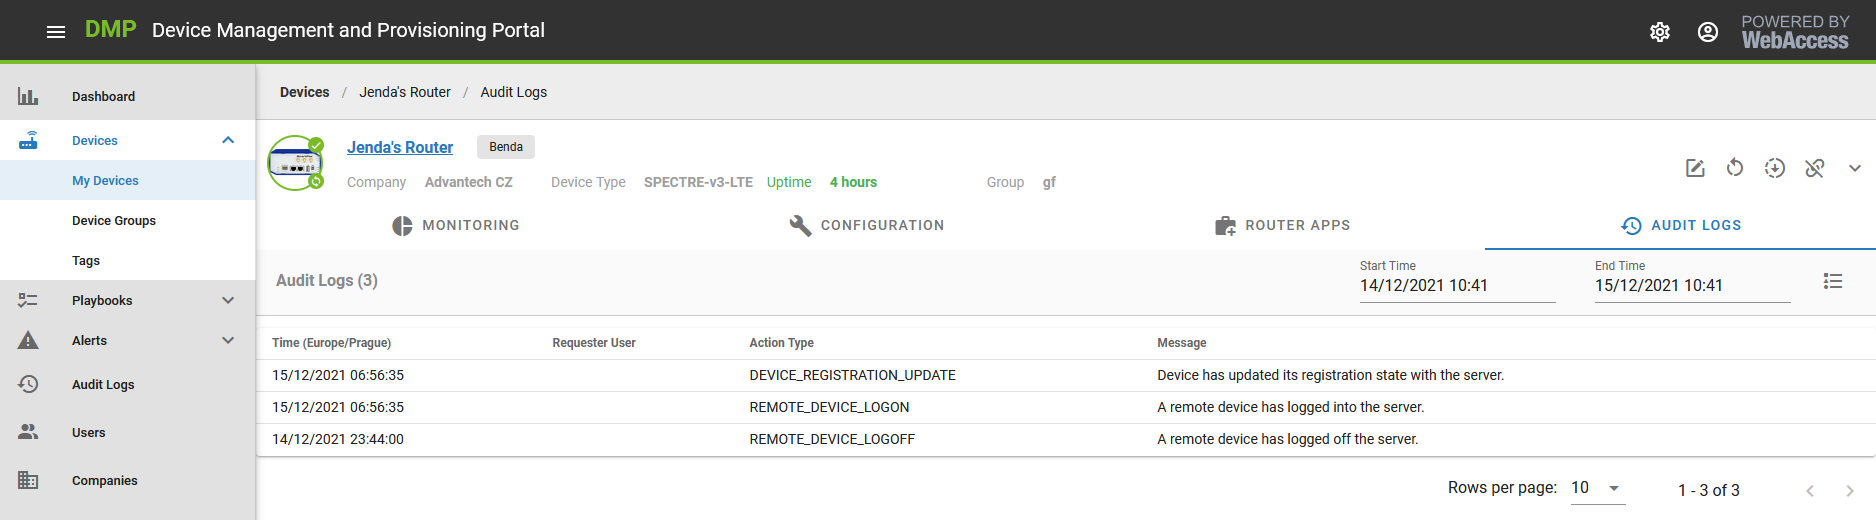 DMP Device Management and Provisioning Portal
POWERED BY
WebAccess
Dashboard
Devices
My Devices
Device Groups
Tags
Playbooks
Alerts
Audit Logs
Users
Companies
Devices / Jenda's Router / Audit Logs
Jenda's Router Benda
Company Advantech CZ Device Type SPECTRE-v3-LTE Uptime 4 hours Group gf
MONITORING CONFIGURATION ROUTER APPS AUDIT LOGS
Audit Logs (3)
Start Time End Time
14/12/2021 10:41 15/12/2021 10:41
Time (Europe/Prague) Requester User Action Type Message
15/12/2021 06:56:35 DEVICE_REGISTRATION_UPDATE Device has updated its registration state with the server.
15/12/2021 06:56:35 REMOTE_DEVICE_LOGON A remote device has logged into the server.
14/12/2021 23:44:00 REMOTE_DEVICE_LOGOFF A remote device has logged off the server.
Rows per page: 10 1 - 3 of 3